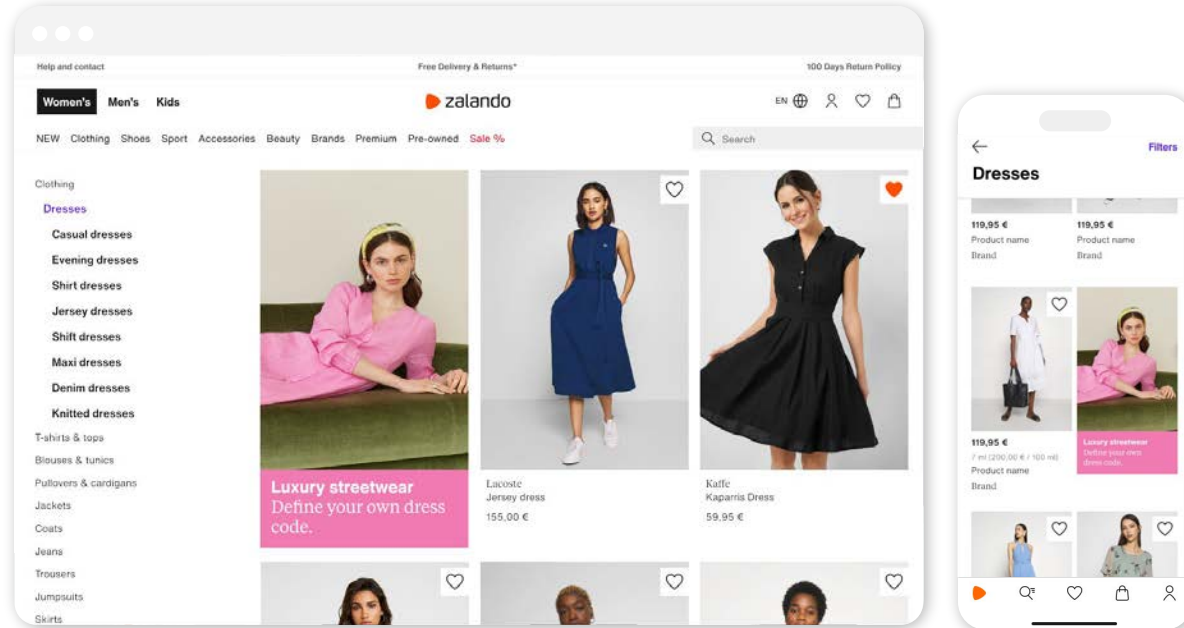 Help and contact
Free Delivery & Returns*
100 Days Return Pollicy
Women's Men's Kids
zalando
EN
NEW Clothing Shoes Sport Accessories Beauty Brands Premium Pre-owned Sale %
Search
Clothing
Dresses
Casual dresses
Evening dresses
Shirt dresses
Jersey dresses
Shift dresses
Maxi dresses
Denim dresses
Knitted dresses
T-shirts & tops
Blouses & tunics
Pullovers & cardigans
Jackets
Coats
Jeans
Trousers
Jumpsuits
Skirts
Luxury streetwear
Define your own dress
code.
Lacoste
Jersey dress
155,00 €
Kaffe
Kaparris Dress
59,95 €
Filters
Dresses
119,95 €
Product name
Brand
119,95 €
Product name
Brand
119,95 €
7 ml (200,00 € / 100 ml)
Product name
Brand
Luxury streetwear
Define your own
dress code.